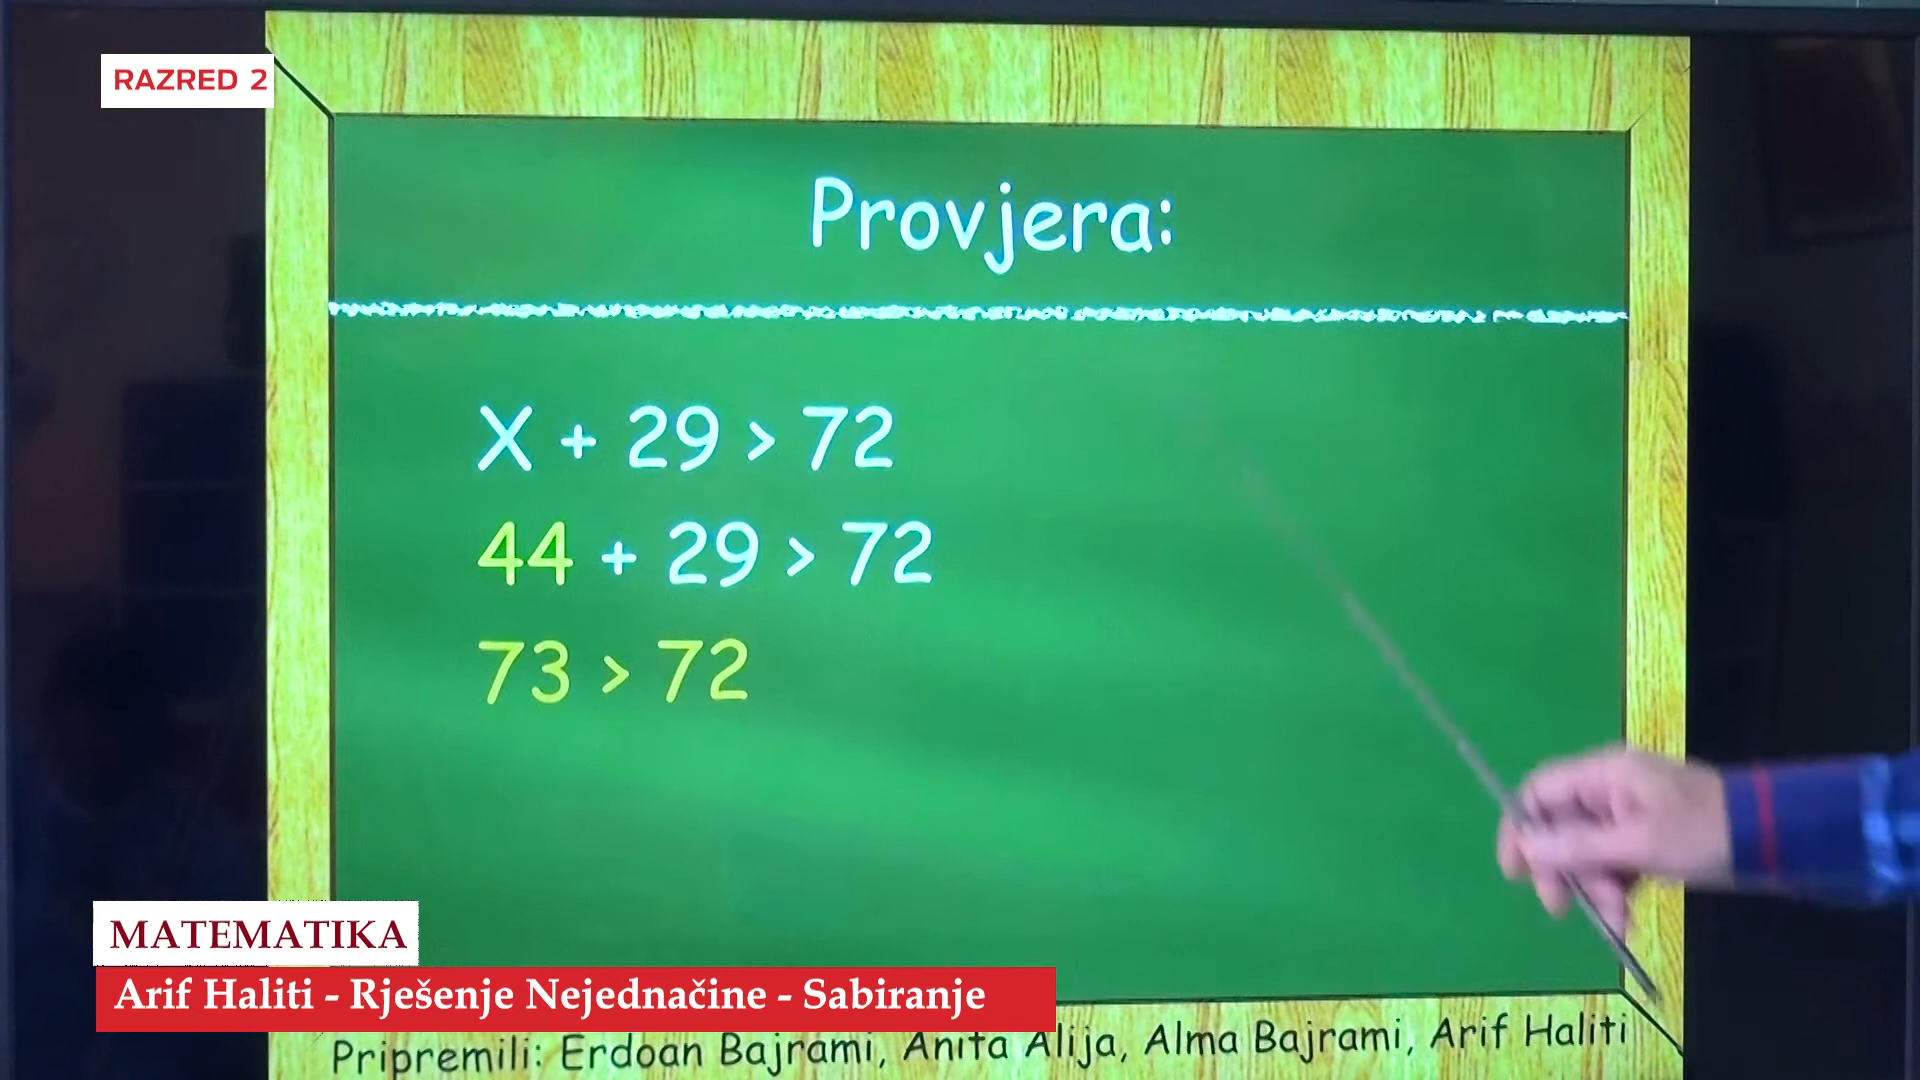 RAZRED 2
Provjera:
X + 29 > 72
44 + 29 > 72
73 > 72
MATEMATIKA
Arif Haliti - Rješenje Nejednačine - Sabiranje
Pripremili: Erdoan Bajrami, Anita Alija, Alma Bajrami, Arif Haliti